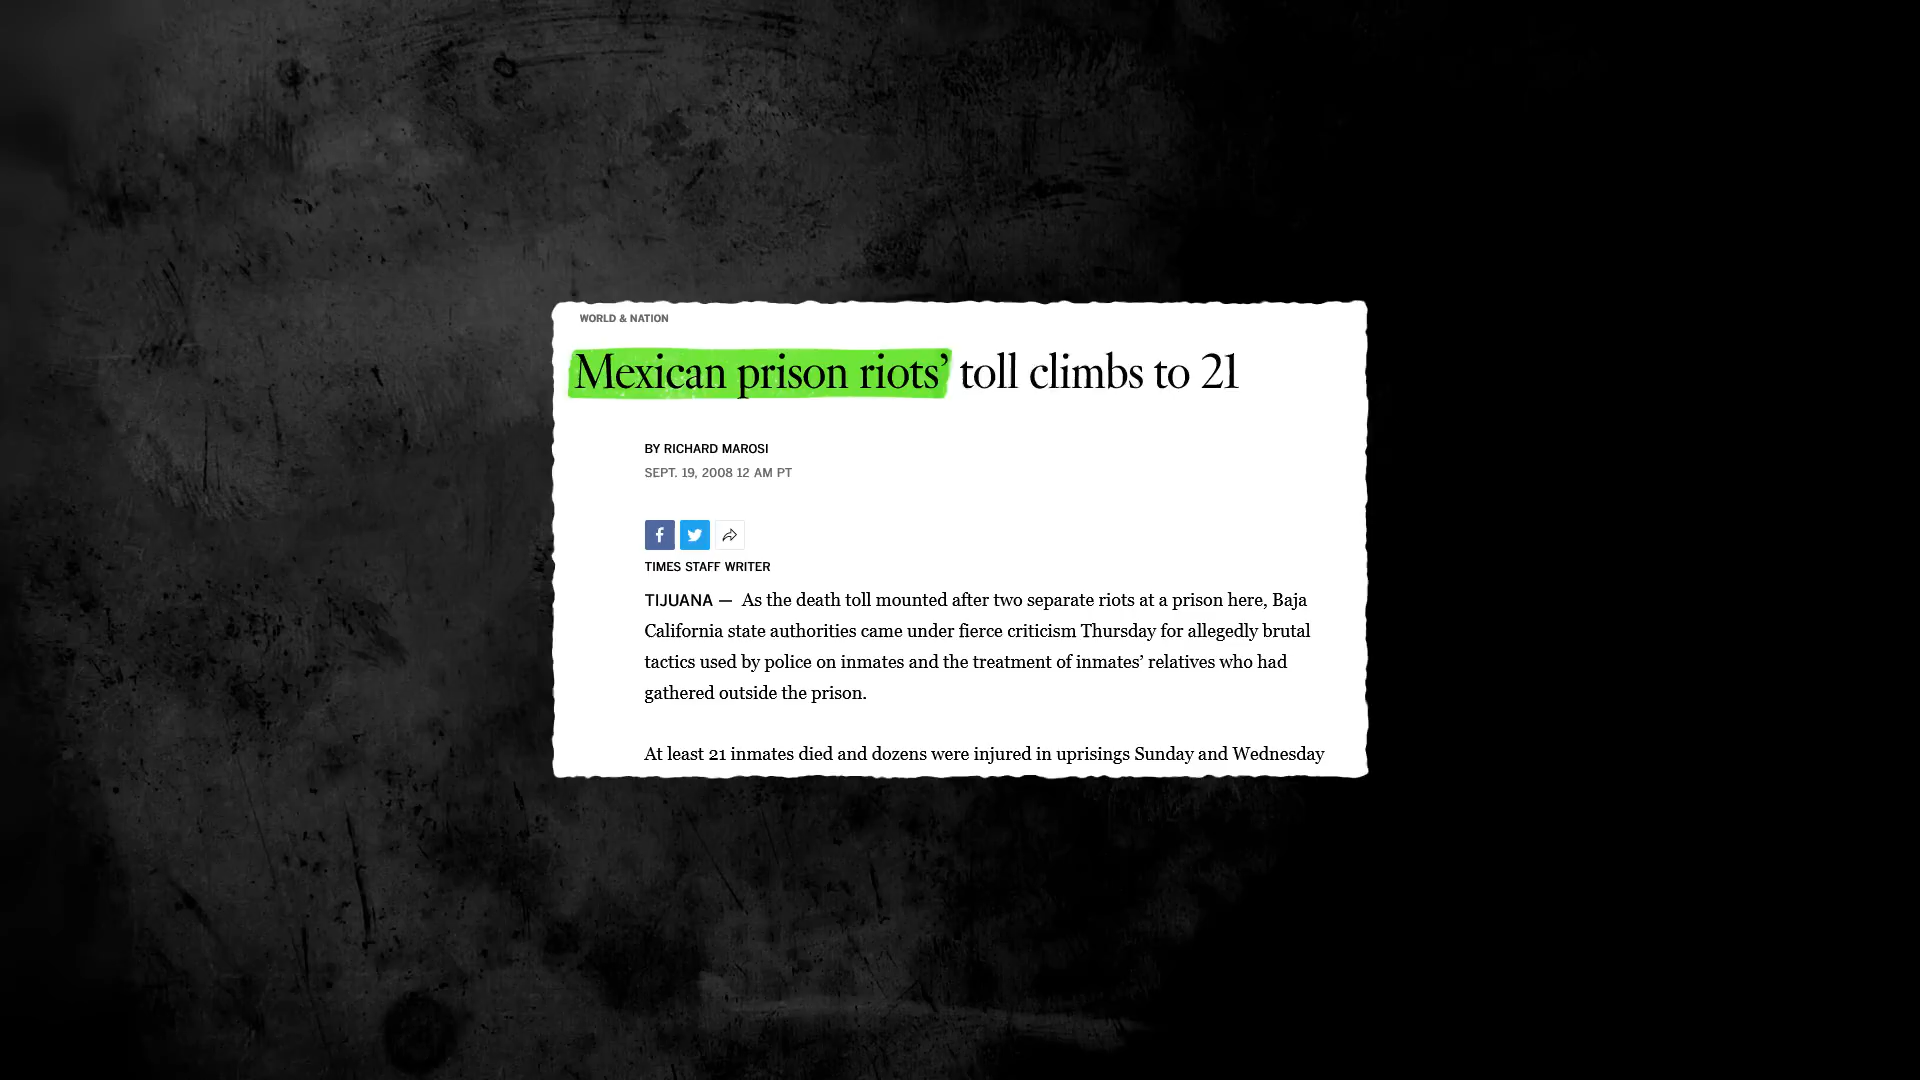 WORLD & NATION
Mexican prison riots’ toll climbs to 21
BY RICHARD MAROSI
SEPT. 19, 2008 12 AM PT
TIMES STAFF WRITER
TIJUANA — As the death toll mounted after two separate riots at a prison here, Baja
California state authorities came under fierce criticism Thursday for allegedly brutal
tactics used by police on inmates and the treatment of inmates’ relatives who had
gathered outside the prison.
At least 21 inmates died and dozens were injured in uprisings Sunday and Wednesday